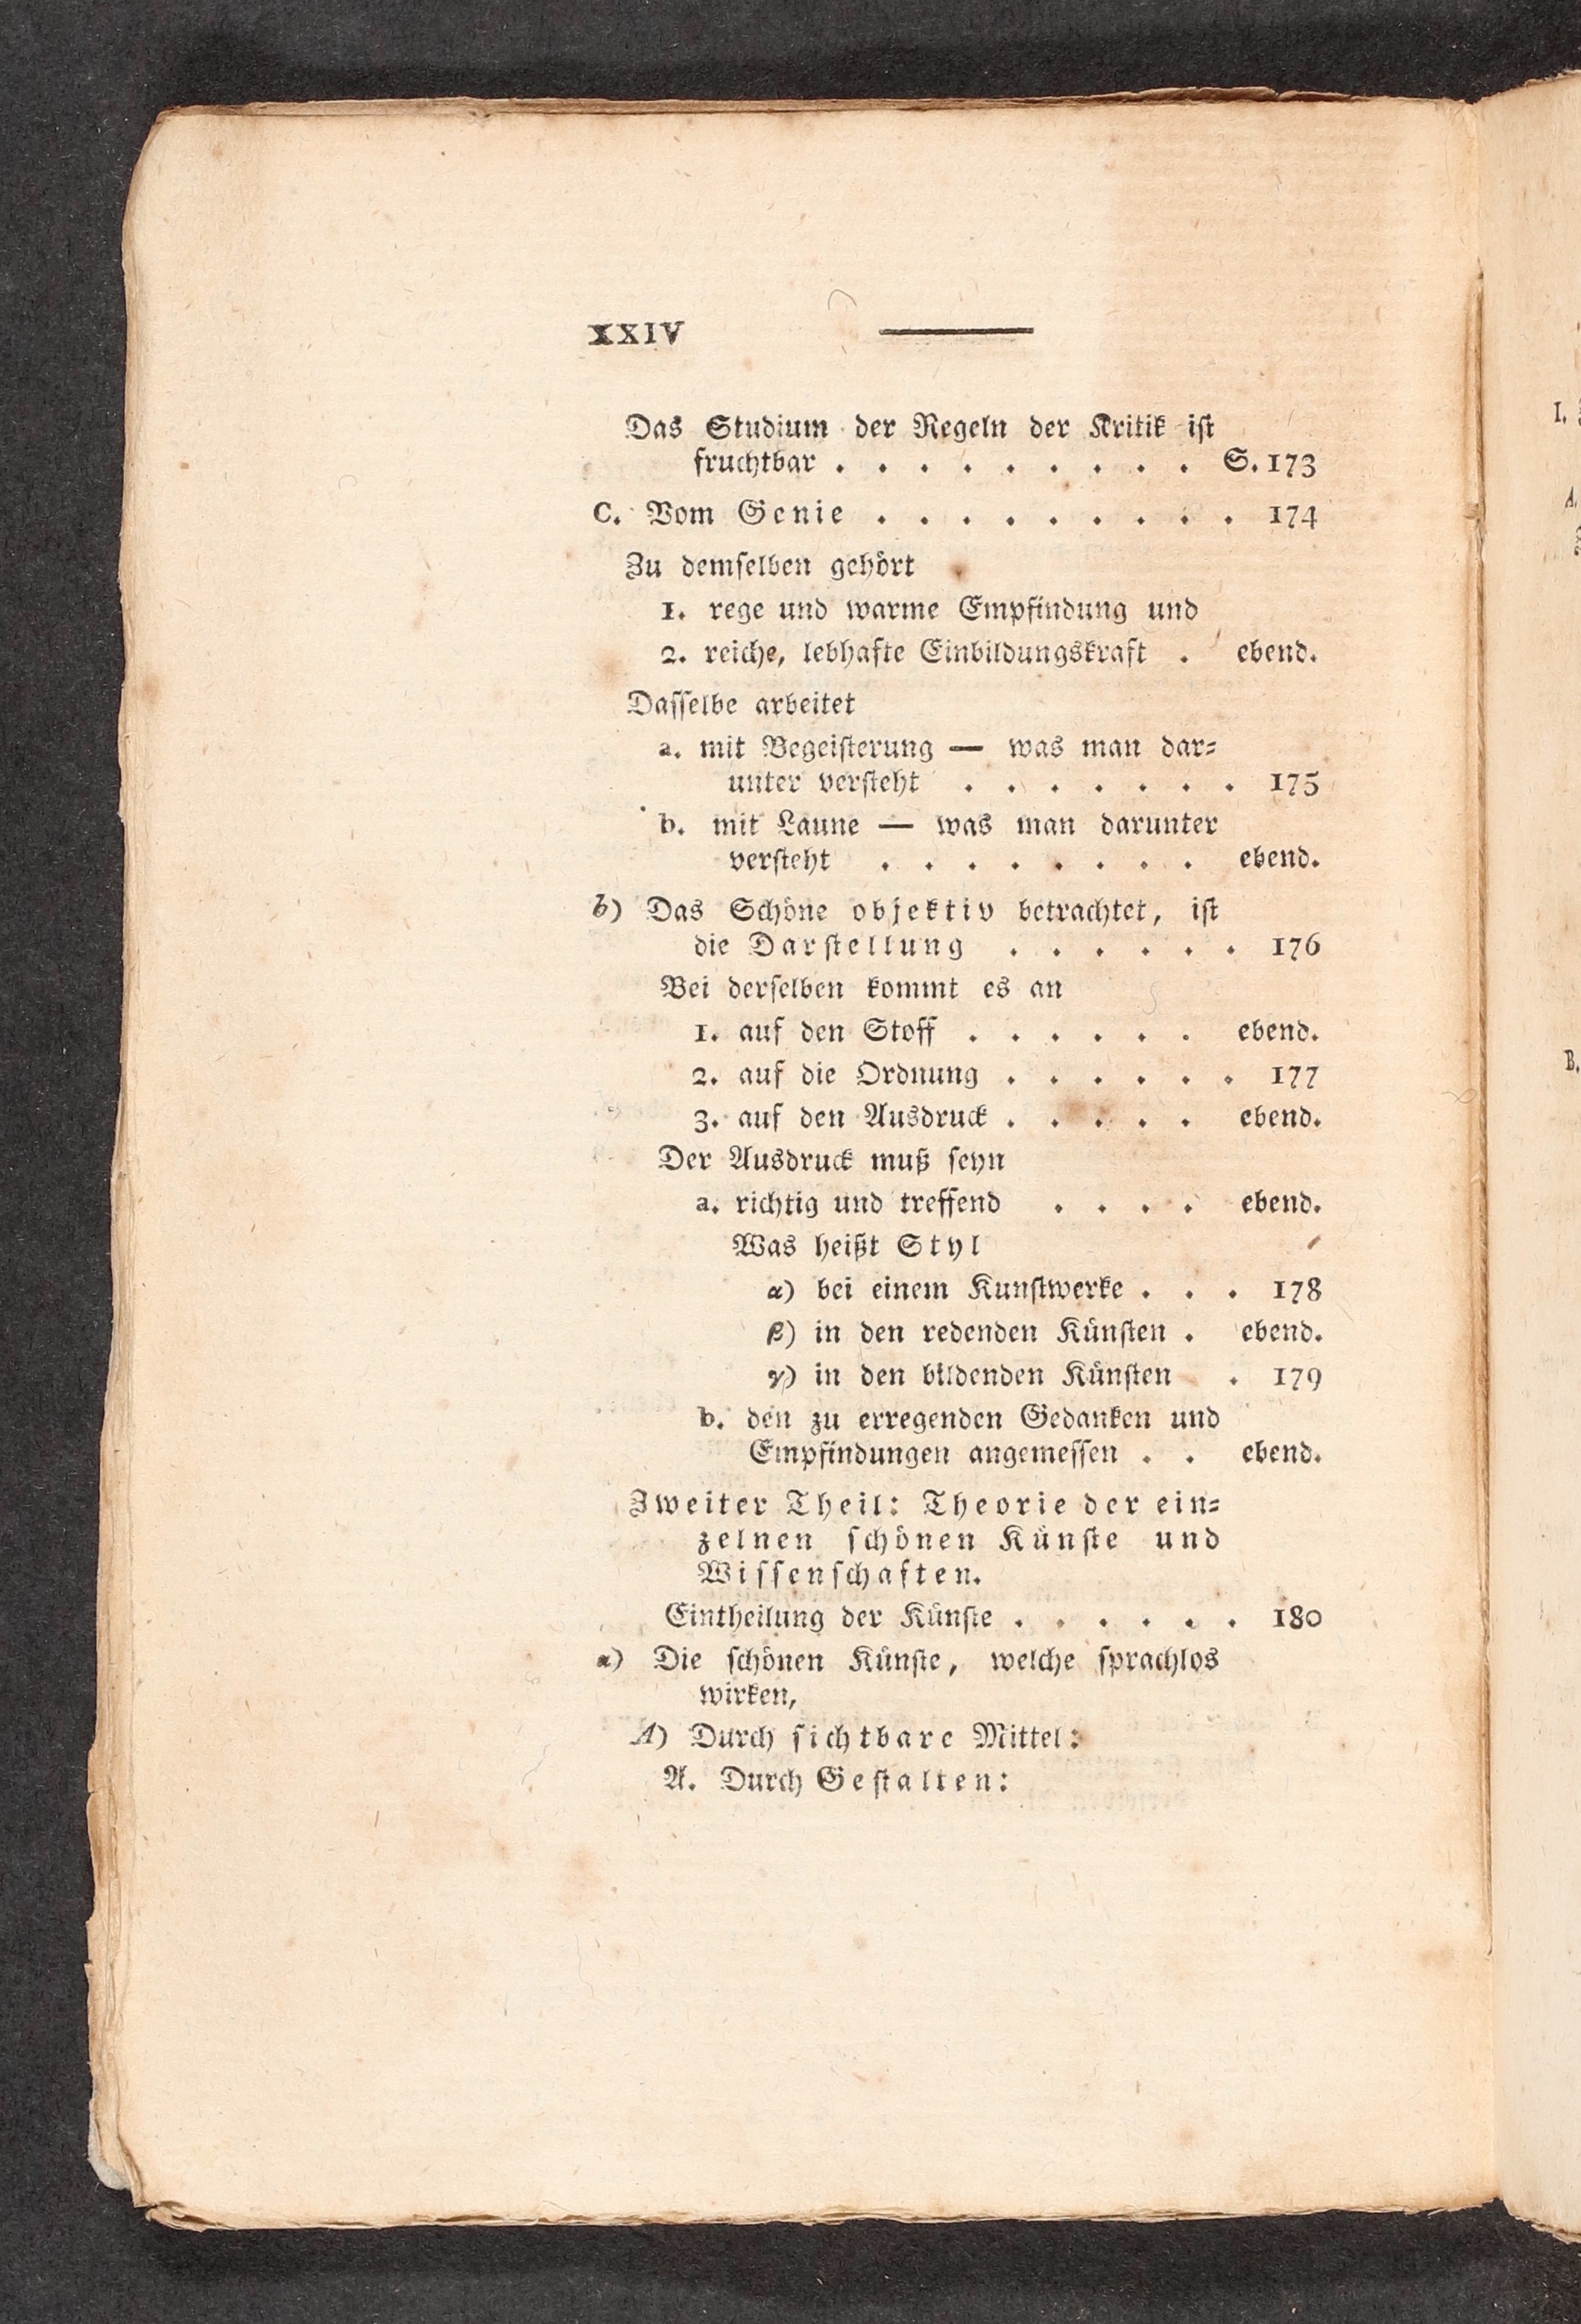 XXIV
Das Studium der Regeln der Kritik ist
fruchtbar . . . . . . . . . S. 173
C. Vom Genie . . . . . . . . . 174
Zu demſelben gehört
1. rege und warme Empfindung und
2. reiche, lebhafte Einbildungskraft . ebend.
Daſſelbe arbeitet
a. mit Begeiſterung — was man dar⸗
unter verſteht . . . . . . . 175
b. mit Laune — was man darunter
verſteht . . . . . . . . ebend.
b) Das Schöne objektiv betrachtet, iſt
die Darſtellung . . . . . . 176
Bei derſelben kommt es an
1. auf den Stoff . . . . . . ebend.
2. auf die Ordnung . . . . . . 177
3. auf den Ausdruck . . . . . ebend.
Der Ausdruck muß ſeyn
a. richtig und treffend . . . . ebend.
Was heißt Styl
α) bei einem Kunſtwerke . . . 178
β) in den redenden Künſten . ebend.
γ) in den bildenden Künſten . 179
b. den zu erregenden Gedanken und
Empfindungen angemeſſen . . ebend.
Zweiter Theil: Theorie der ein⸗
zelnen ſchönen Künſte und
Wiſſenſchaften.
Eintheilung der Künſte . . . . . . 180
a) Die ſchönen Künſte, welche ſprachlos
wirken,
A) Durch ſichtbare Mittel:
A. Durch Geſtalten:
I.
A.
B.